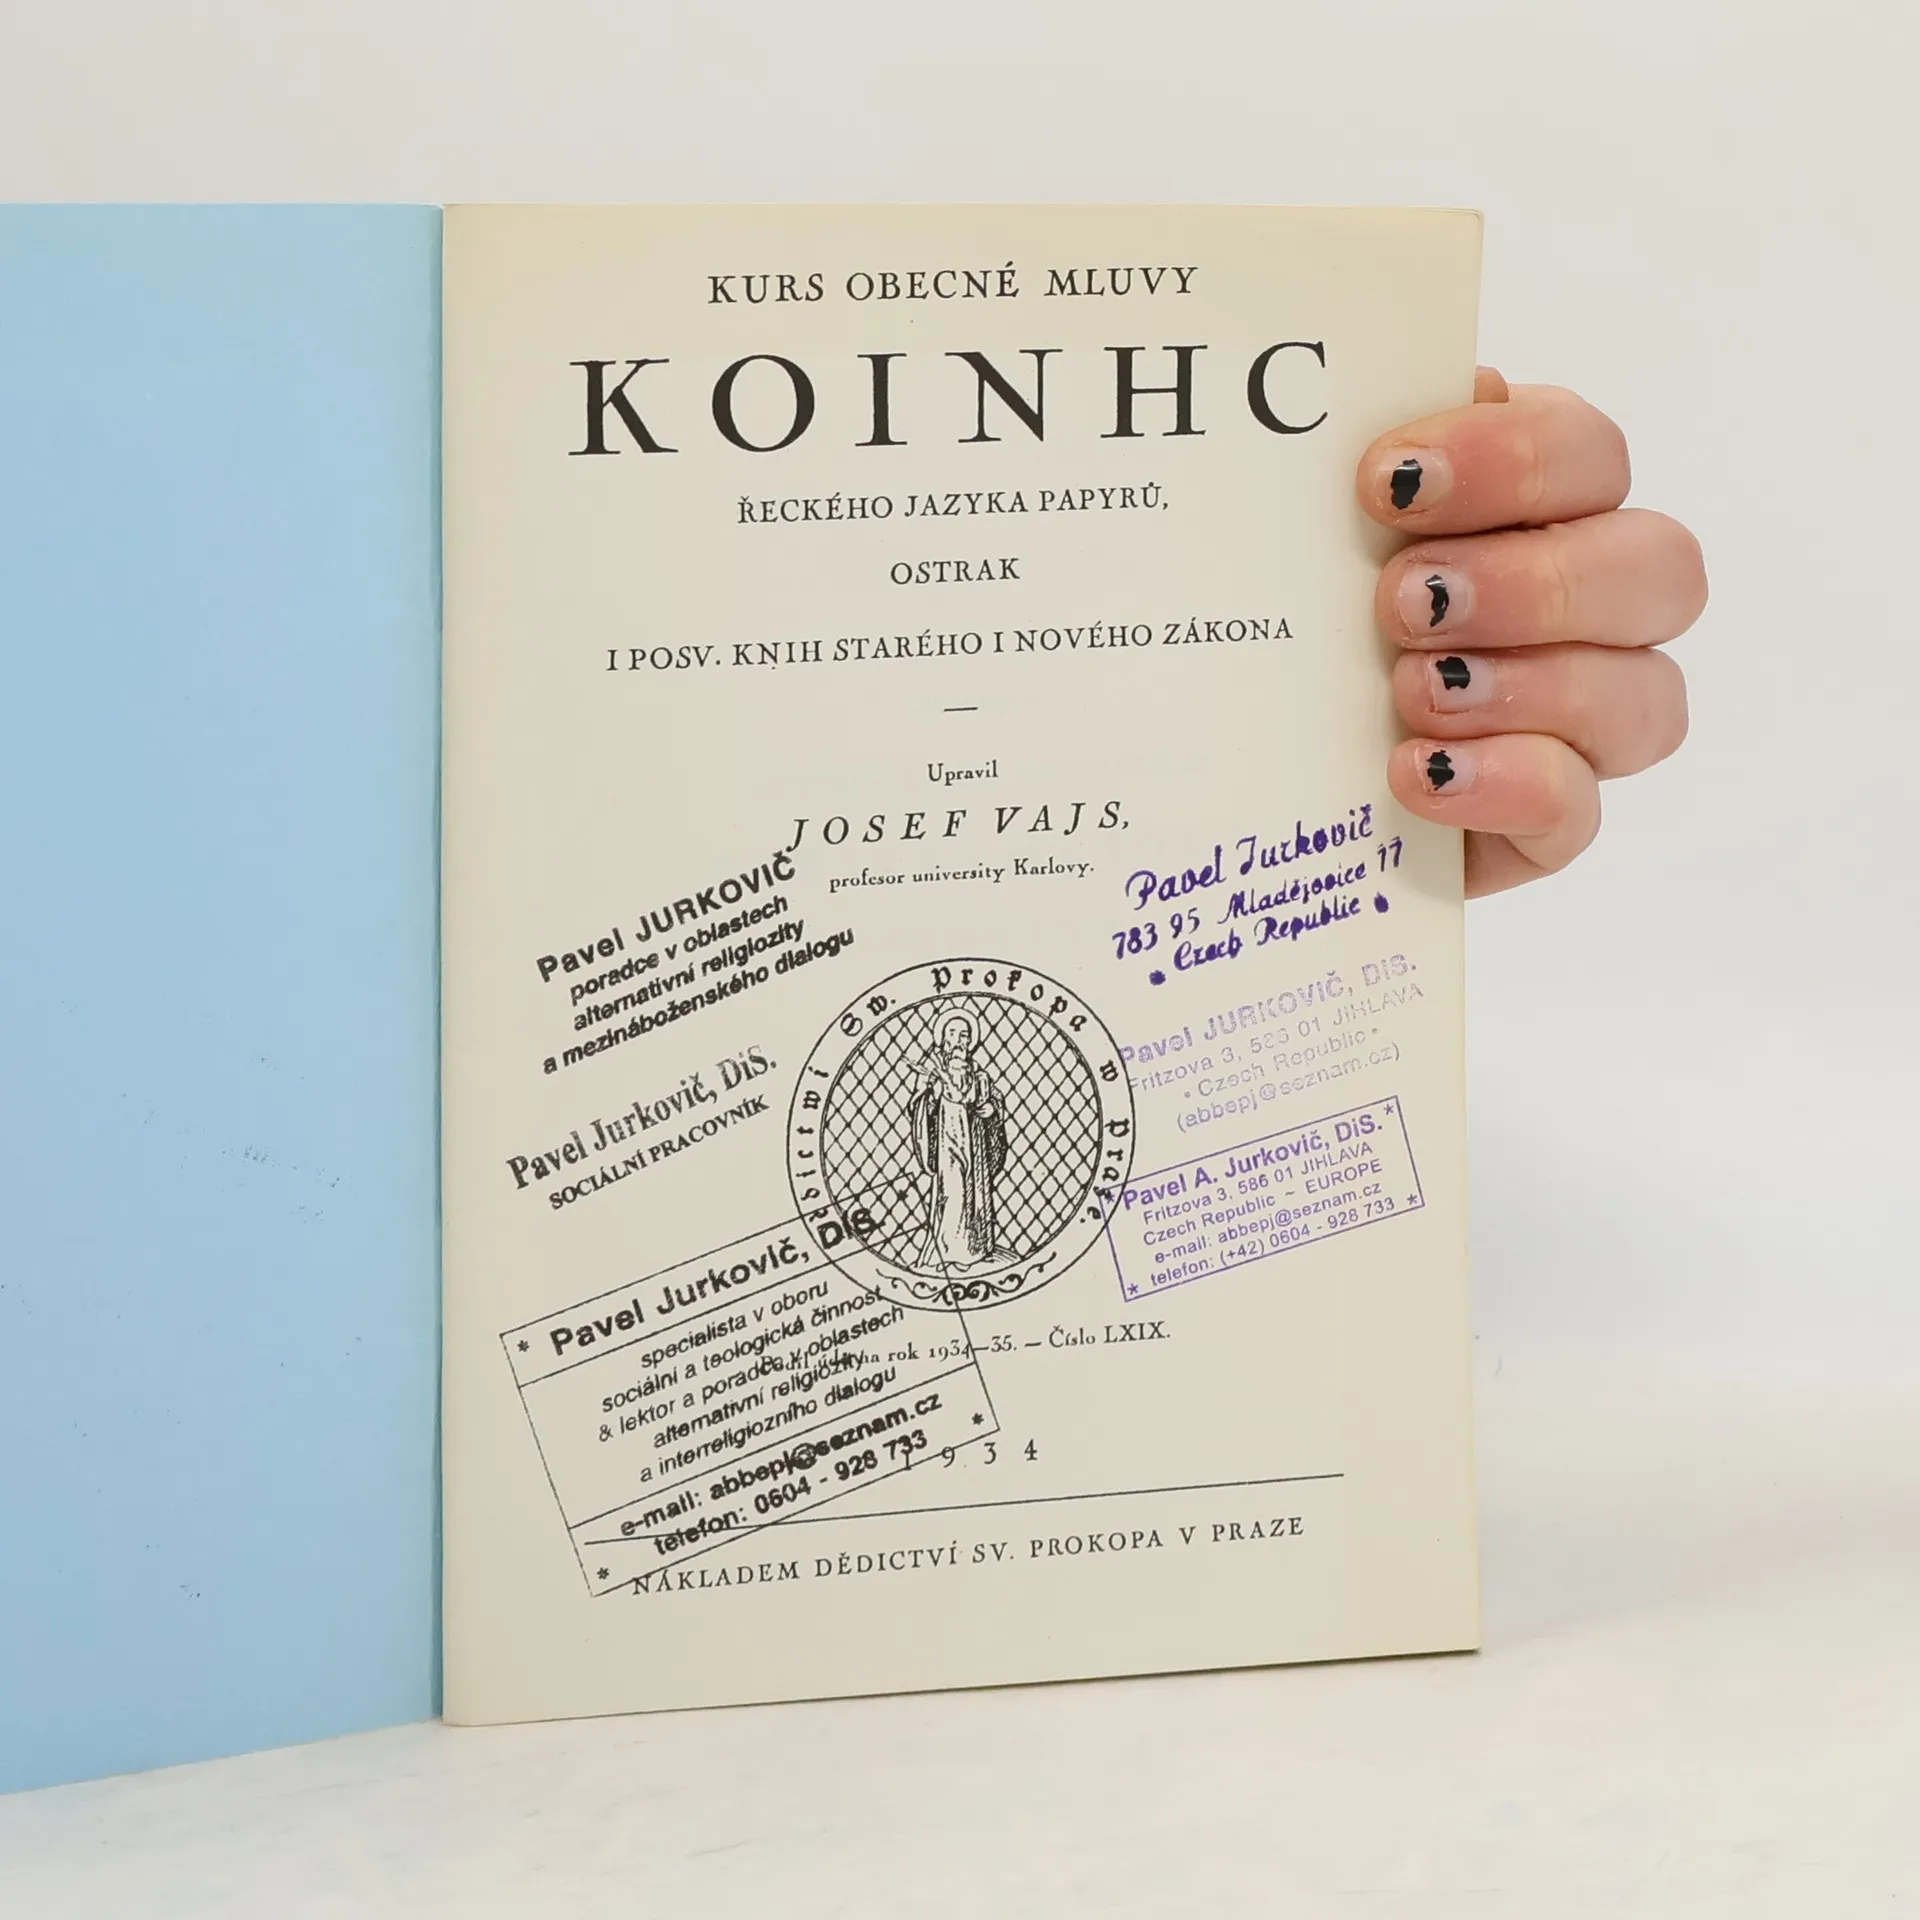 KURS OBECNÉ MLUVY
KOINHC
ŘECKÉHO JAZYKA PAPYRŮ,
OSTRAK
I POSV. KNIH STARÉHO I NOVÉHO ZÁKONA
—
Upravil
JOSEF VAJS,
profesor university Karlovy.
Pavel JURKOVIČ
poradce v oblastech
alternativní religiozity
a mezináboženského dialogu
Pavel Jurkovič
783 95 Mladějovice 77
• Czech Republic •
Pavel JURKOVIČ, DiS.
Fritzova 3, 586 01 JIHLAVA
• Czech Republic •
(abbepj@seznam.cz)
Pavel Jurkovič, DiS.
SOCIÁLNÍ PRACOVNÍK
Sw. Prokopa w Praze.
* Pavel A. Jurkovič, DiS. *
Fritzova 3, 586 01 JIHLAVA
Czech Republic ~ EUROPE
e-mail: abbepj@seznam.cz
* telefon: (+42) 0604 - 928 733 *
* Pavel Jurkovič, DiS. *
specialista v oboru
sociální a teologická činnost
& lektor a poradce v oblastech
alternativní religiozity
a interreligiozního dialogu
e-mail: abbepj@seznam.cz *
* telefon: 0604 - 928 733
na rok 1934—35. — Číslo LXIX.
1934
NÁKLADEM DĚDICTVÍ SV. PROKOPA V PRAZE